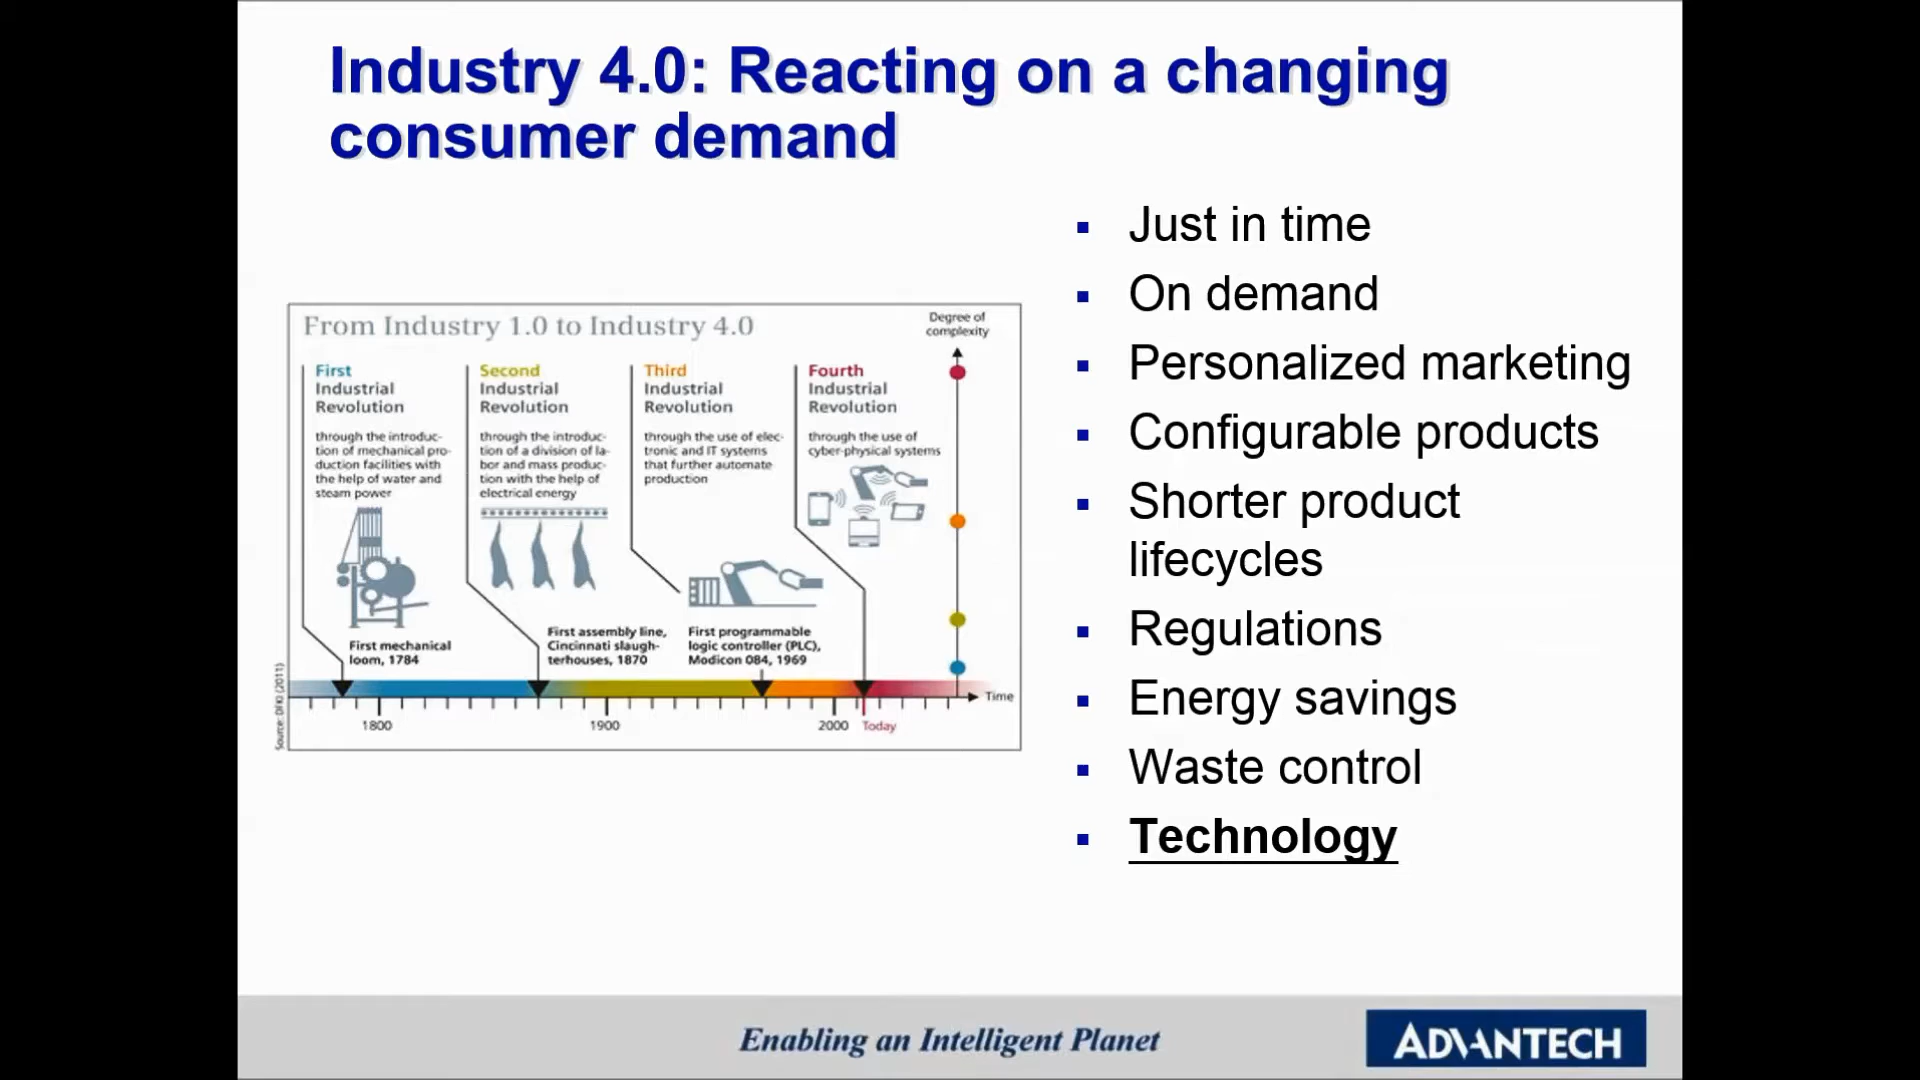 Industry 4.0: Reacting on a changing
consumer demand
From Industry 1.0 to Industry 4.0
Degree of
complexity
First
Industrial
Revolution
through the introduc-
tion of mechanical pro-
duction facilities with
the help of water and
steam power
Second
Industrial
Revolution
through the introduc-
tion of a division of la-
bor and mass produc-
tion with the help of
electrical energy
Third
Industrial
Revolution
through the use of elec-
tronic and IT systems
that further automate
production
Fourth
Industrial
Revolution
through the use of
cyber-physical systems
First mechanical
loom, 1784
First assembly line,
Cincinnati slaugh-
terhouses, 1870
First programmable
logic controller (PLC),
Modicon 084, 1969
Time
1800
1900
2000
Today
Source: DFKI (2011)
▪ Just in time
▪ On demand
▪ Personalized marketing
▪ Configurable products
▪ Shorter product
lifecycles
▪ Regulations
▪ Energy savings
▪ Waste control
▪ Technology
Enabling an Intelligent Planet
ADVANTECH